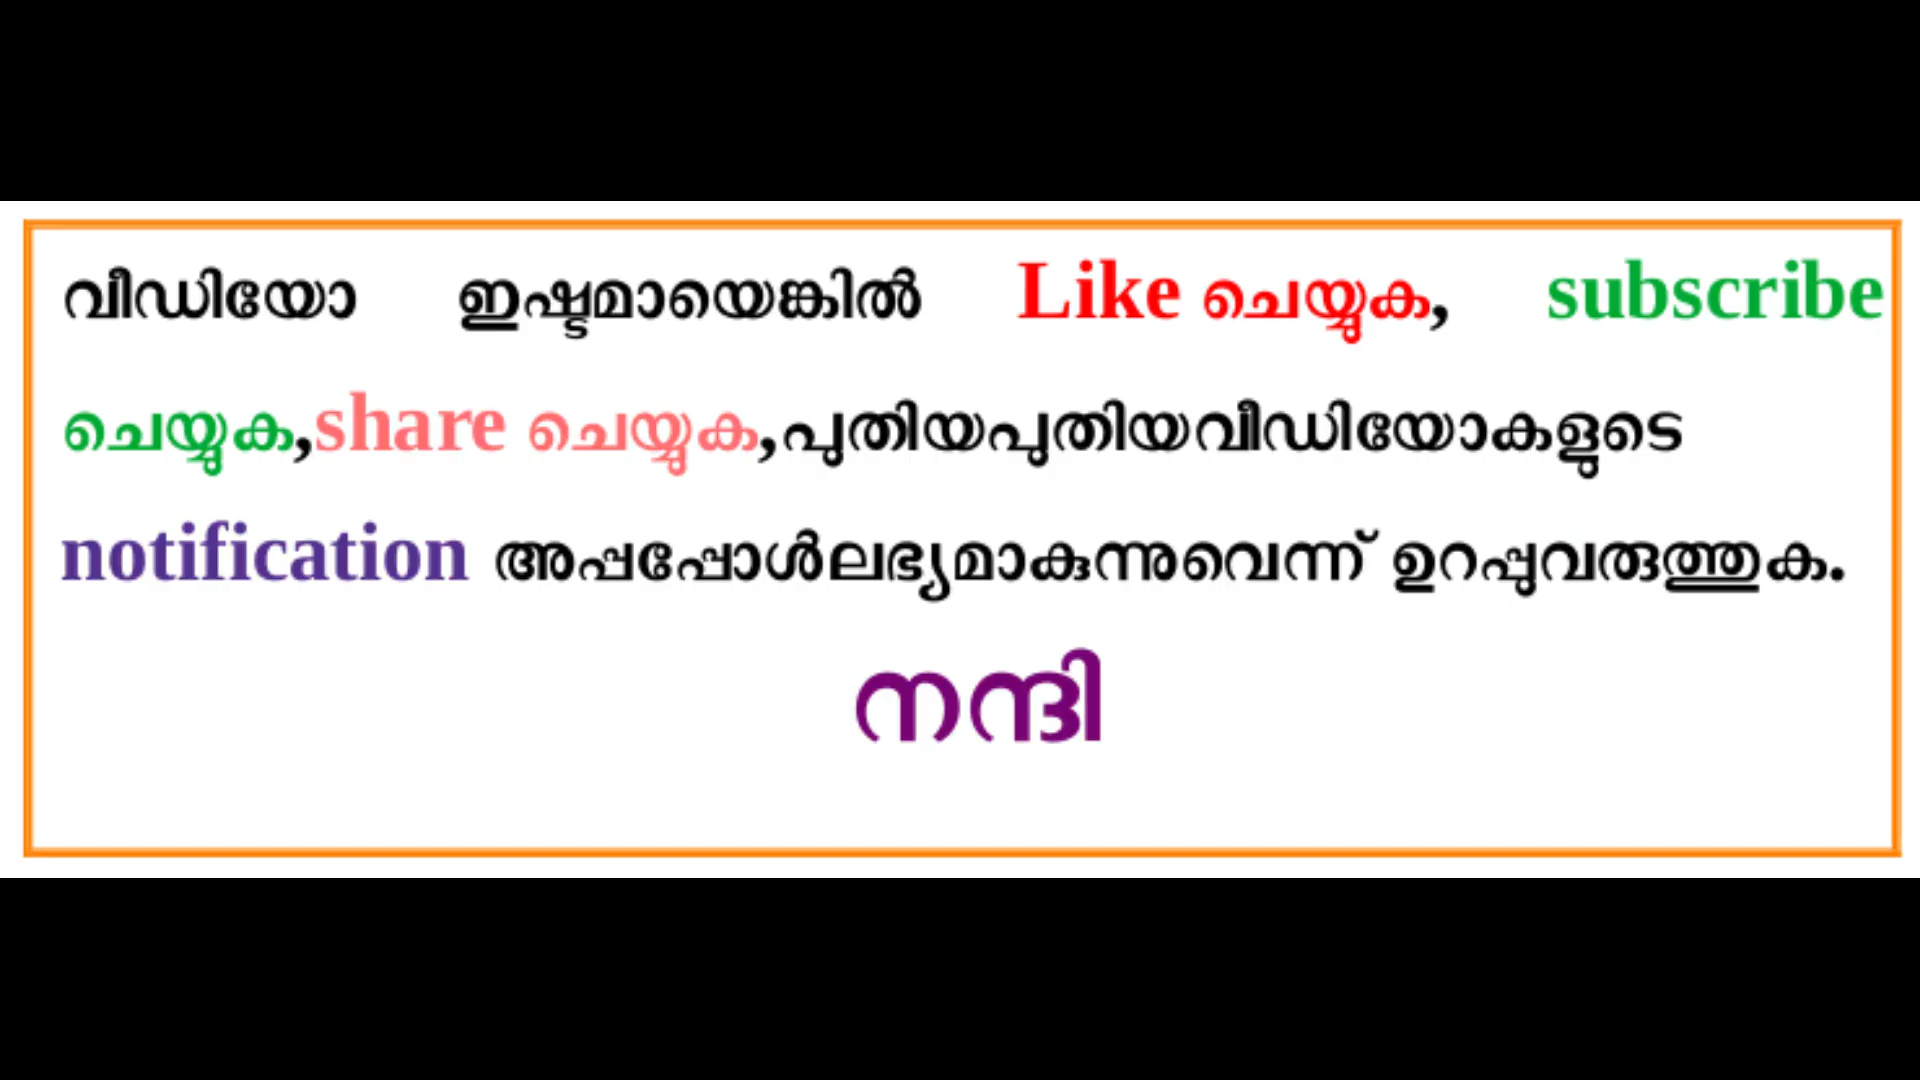 വീഡിയോ ഇഷ്ടമായെങ്കിൽ Like ചെയ്യുക, subscribe
ചെയ്യുക,share ചെയ്യുക,പുതിയപുതിയവീഡിയോകളുടെ
notification അപ്പപ്പോൾലഭ്യമാകുന്നുവെന്ന് ഉറപ്പുവരുത്തുക.
നന്ദി